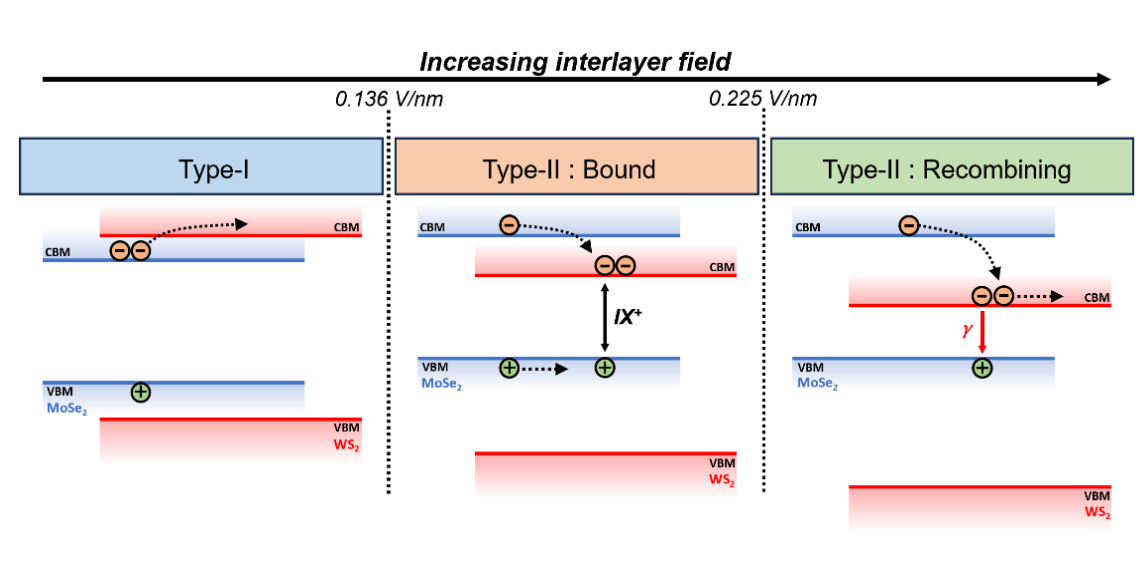 Increasing interlayer field
0.136 V/nm
0.225 V/nm
Type-I
Type-II : Bound
Type-II : Recombining
CBM
CBM
VBM
MoSe₂
VBM
WS₂
CBM
CBM
IX⁺
VBM
MoSe₂
VBM
WS₂
CBM
CBM
γ
VBM
MoSe₂
VBM
WS₂